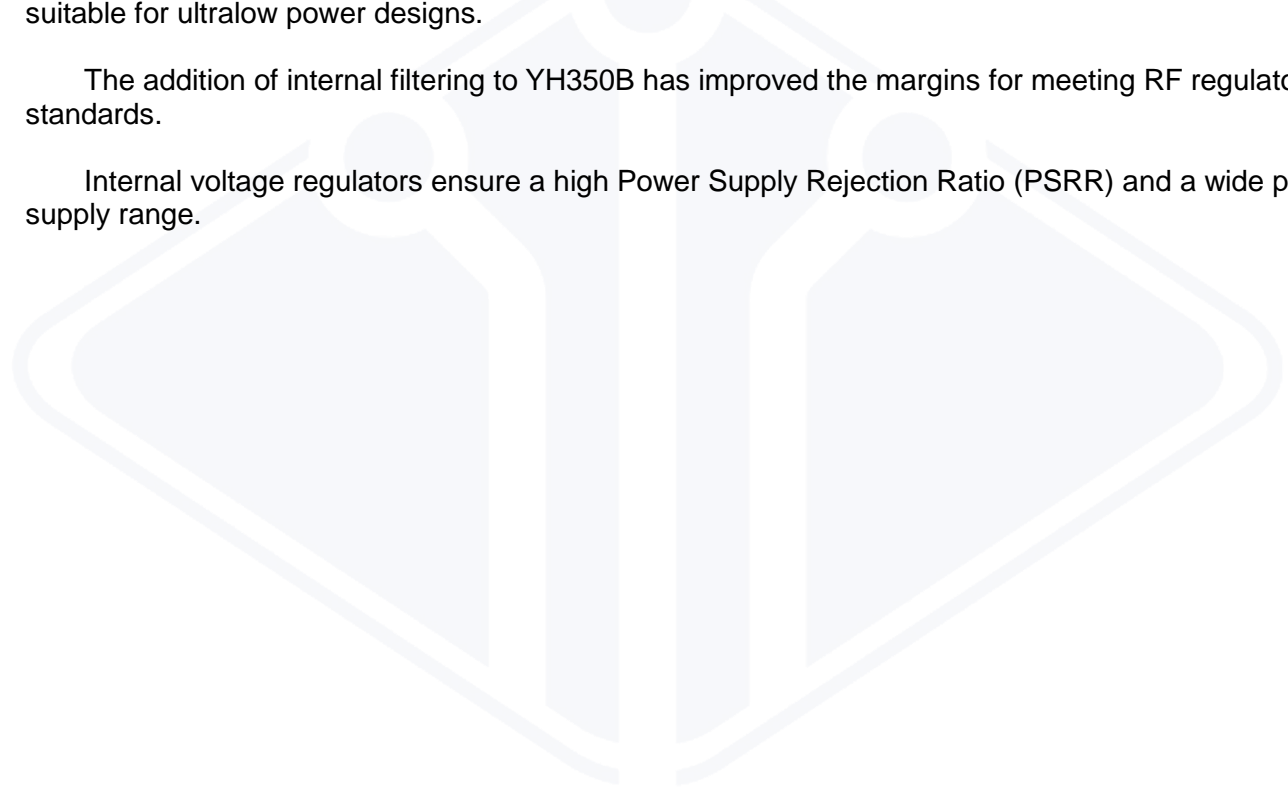 suitable for ultralow power designs.
The addition of internal filtering to YH350B has improved the margins for meeting RF
standards.
Internal voltage regulators ensure a high Power Supply Rejection Ratio (PSRR) and a wide
supply range.